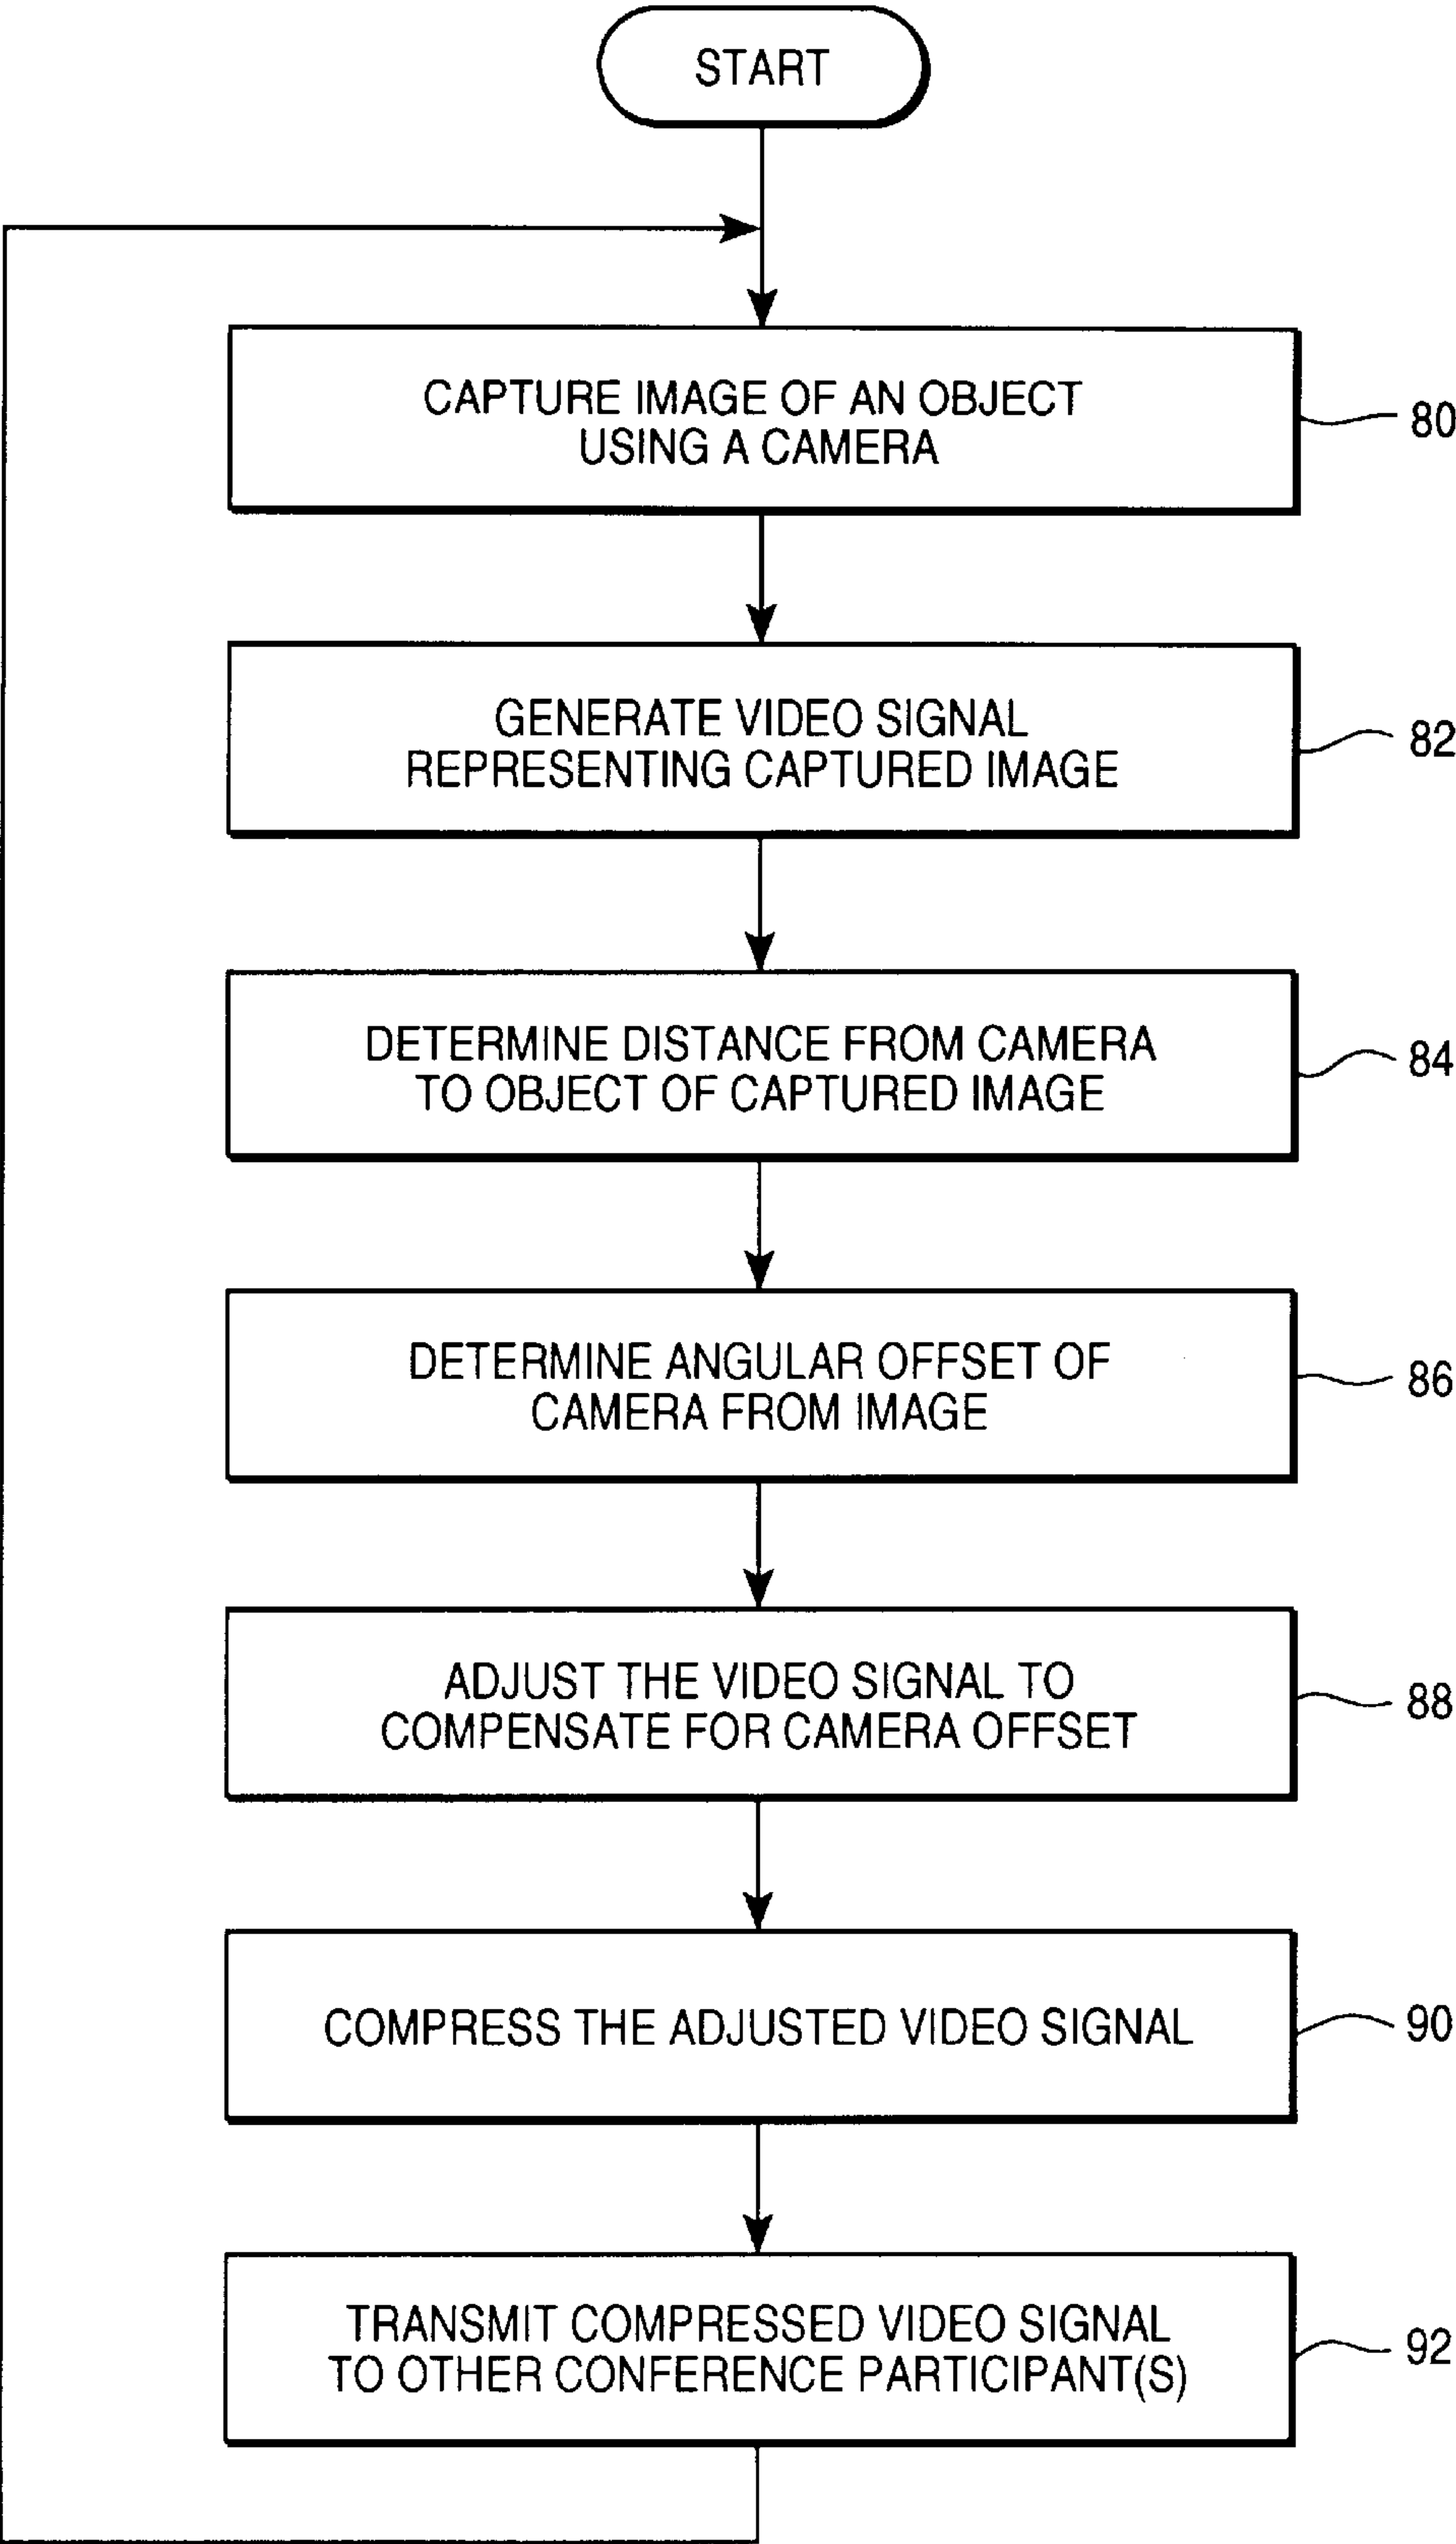 START
CAPTURE IMAGE OF AN OBJECT
USING A CAMERA
80
GENERATE VIDEO SIGNAL
REPRESENTING CAPTURED IMAGE
82
DETERMINE DISTANCE FROM CAMERA
TO OBJECT OF CAPTURED IMAGE
84
DETERMINE ANGULAR OFFSET OF
CAMERA FROM IMAGE
86
ADJUST THE VIDEO SIGNAL TO
COMPENSATE FOR CAMERA OFFSET
88
COMPRESS THE ADJUSTED VIDEO SIGNAL
90
TRANSMIT COMPRESSED VIDEO SIGNAL
TO OTHER CONFERENCE PARTICIPANT(S)
92